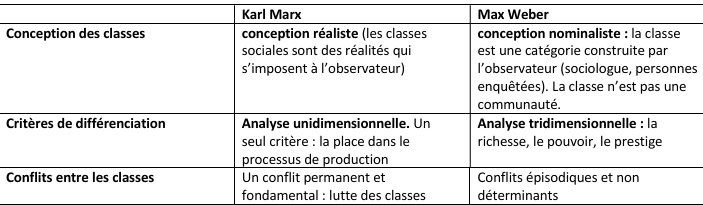 Karl Marx
Max Weber
Conception des classes
conception réaliste (les classes
sociales sont des réalités qui
s'imposent à l'observateur)
conception nominaliste : la classe
est une catégorie construite par
l'observateur (sociologue, personnes
enquêtées). La classe n'est pas une
communauté.
Critères de différenciation
Analyse unidimensionnelle. Un
seul critère : la place dans le
processus de production
Analyse tridimensionnelle : la
richesse, le pouvoir, le prestige
Conflits entre les classes
Un conflit permanent et
fondamental : lutte des classes
Conflits épisodiques et non
déterminants